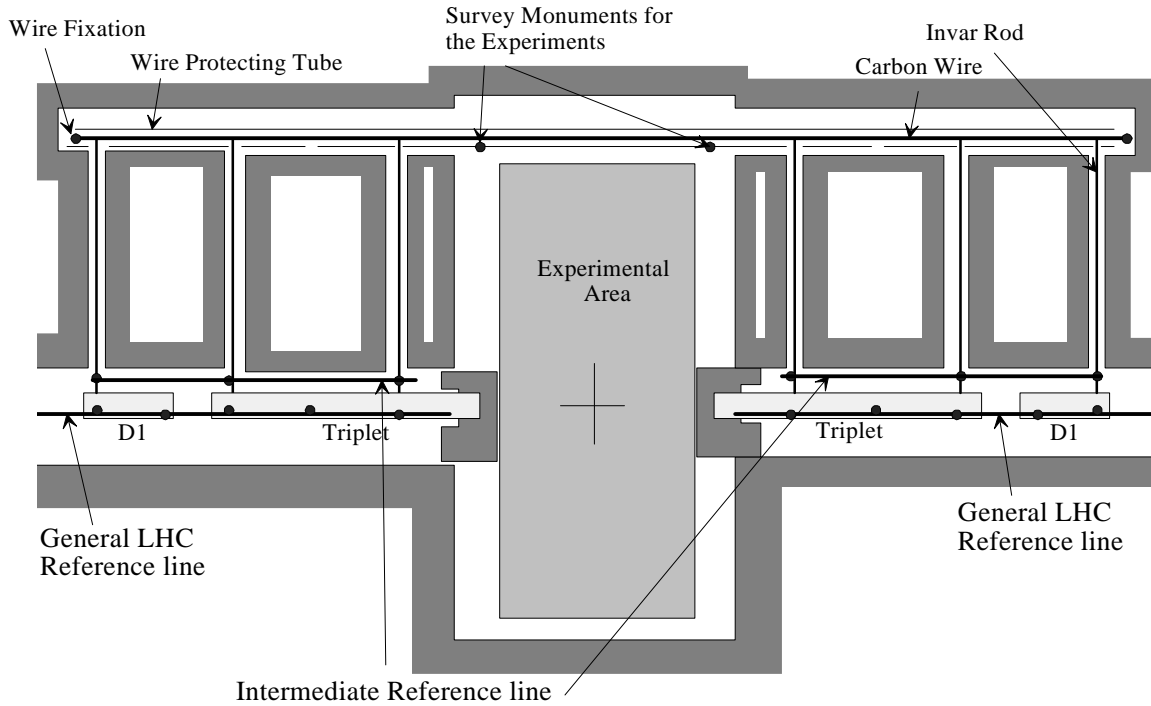 Survey Monuments for
the Experiments
Wire Fixation
Invar Rod
Wire Protecting Tube
Carbon Wire
Experimental
Area
D1
Triplet
Triplet
D1
General LHC
Reference line
General LHC
Reference line
Intermediate Reference line